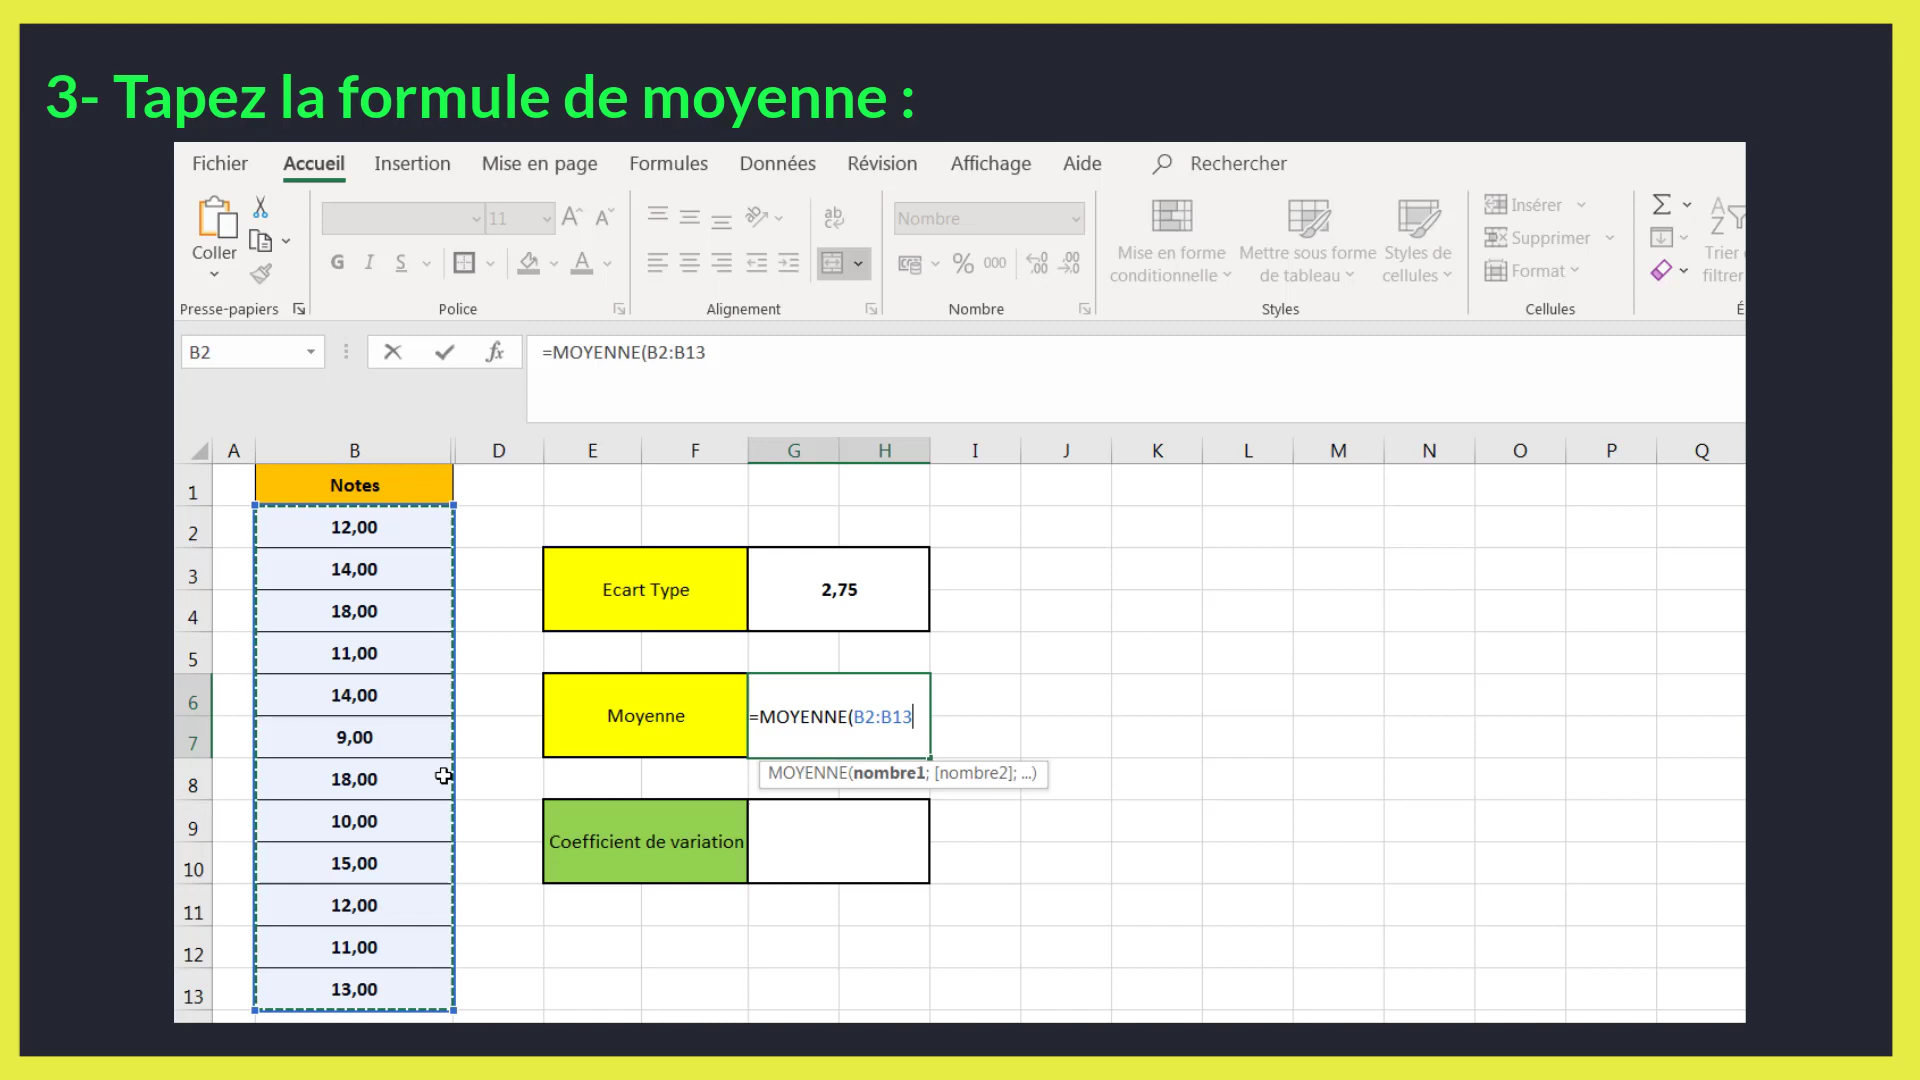 3- Tapez la formule de moyenne :
Fichier Accueil Insertion Mise en page Formules Données Révision Affichage Aide Rechercher
Coller
11
Nombre
ab
Insérer
Supprimer
Format
G I S
A
% 000
Mise en forme conditionnelle
Mettre sous forme de tableau
Styles de cellules
Trier
filtrer
Presse-papiers Police Alignement Nombre Styles Cellules É
B2 fx =MOYENNE(B2:B13
A B D E F G H I J K L M N O P Q
1 Notes
2 12,00
3 14,00
Ecart Type 2,75
4 18,00
5 11,00
6 14,00
Moyenne =MOYENNE(B2:B13
7 9,00
MOYENNE(nombre1; [nombre2]; ...)
8 18,00
9 10,00
Coefficient de variation
10 15,00
11 12,00
12 11,00
13 13,00